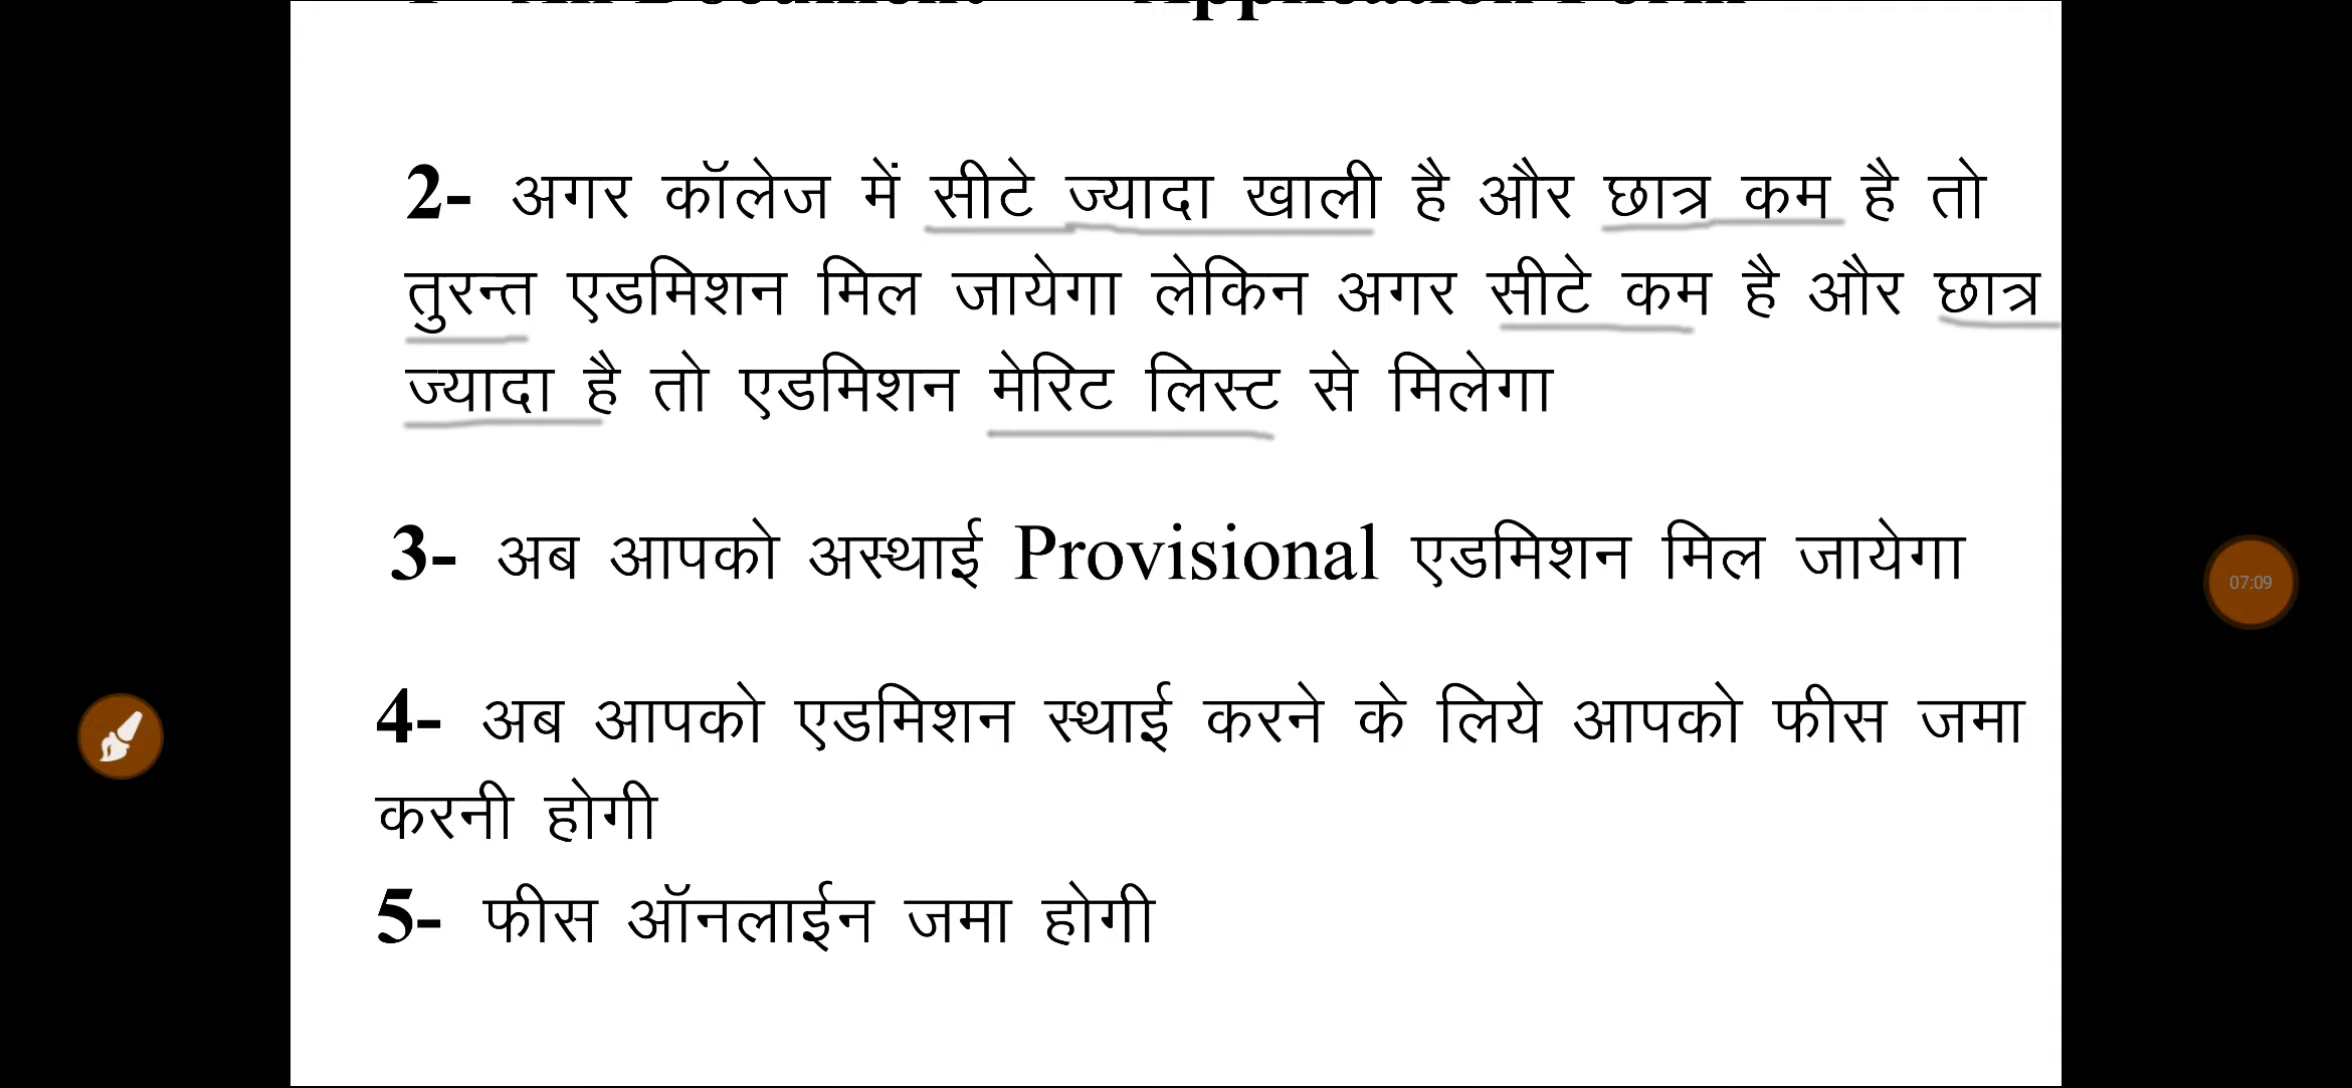 2- अगर कॉलेज में सीटे ज्यादा खाली है और छात्र कम है तो
तुरन्त एडमिशन मिल जायेगा लेकिन अगर सीटे कम है और छात्र
ज्यादा है तो एडमिशन मेरिट लिस्ट से मिलेगा
3- अब आपको अस्थाई Provisional एडमिशन मिल जायेगा
07:09
4- अब आपको एडमिशन स्थाई करने के लिये आपको फीस जमा
करनी होगी
5- फीस ऑनलाईन जमा होगी